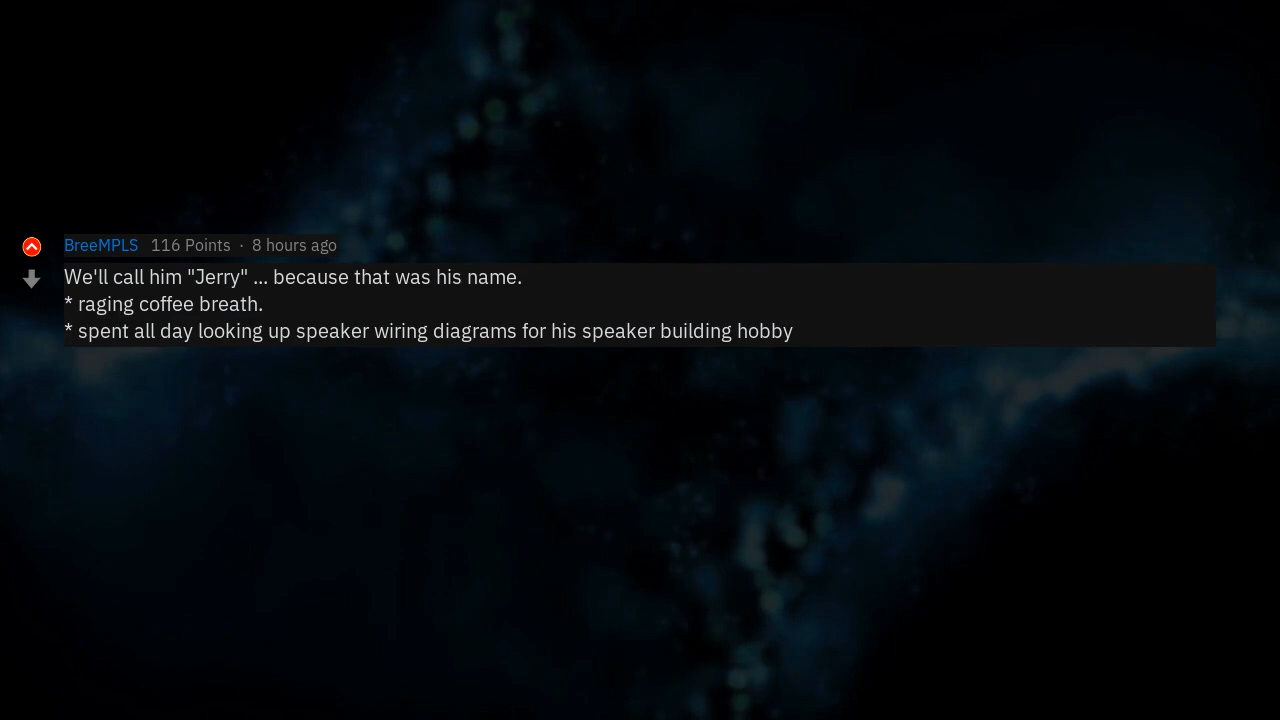 BreeMPLS 116 Points · 8 hours ago
We'll call him "Jerry" ... because that was his name.
* raging coffee breath.
* spent all day looking up speaker wiring diagrams for his speaker building hobby